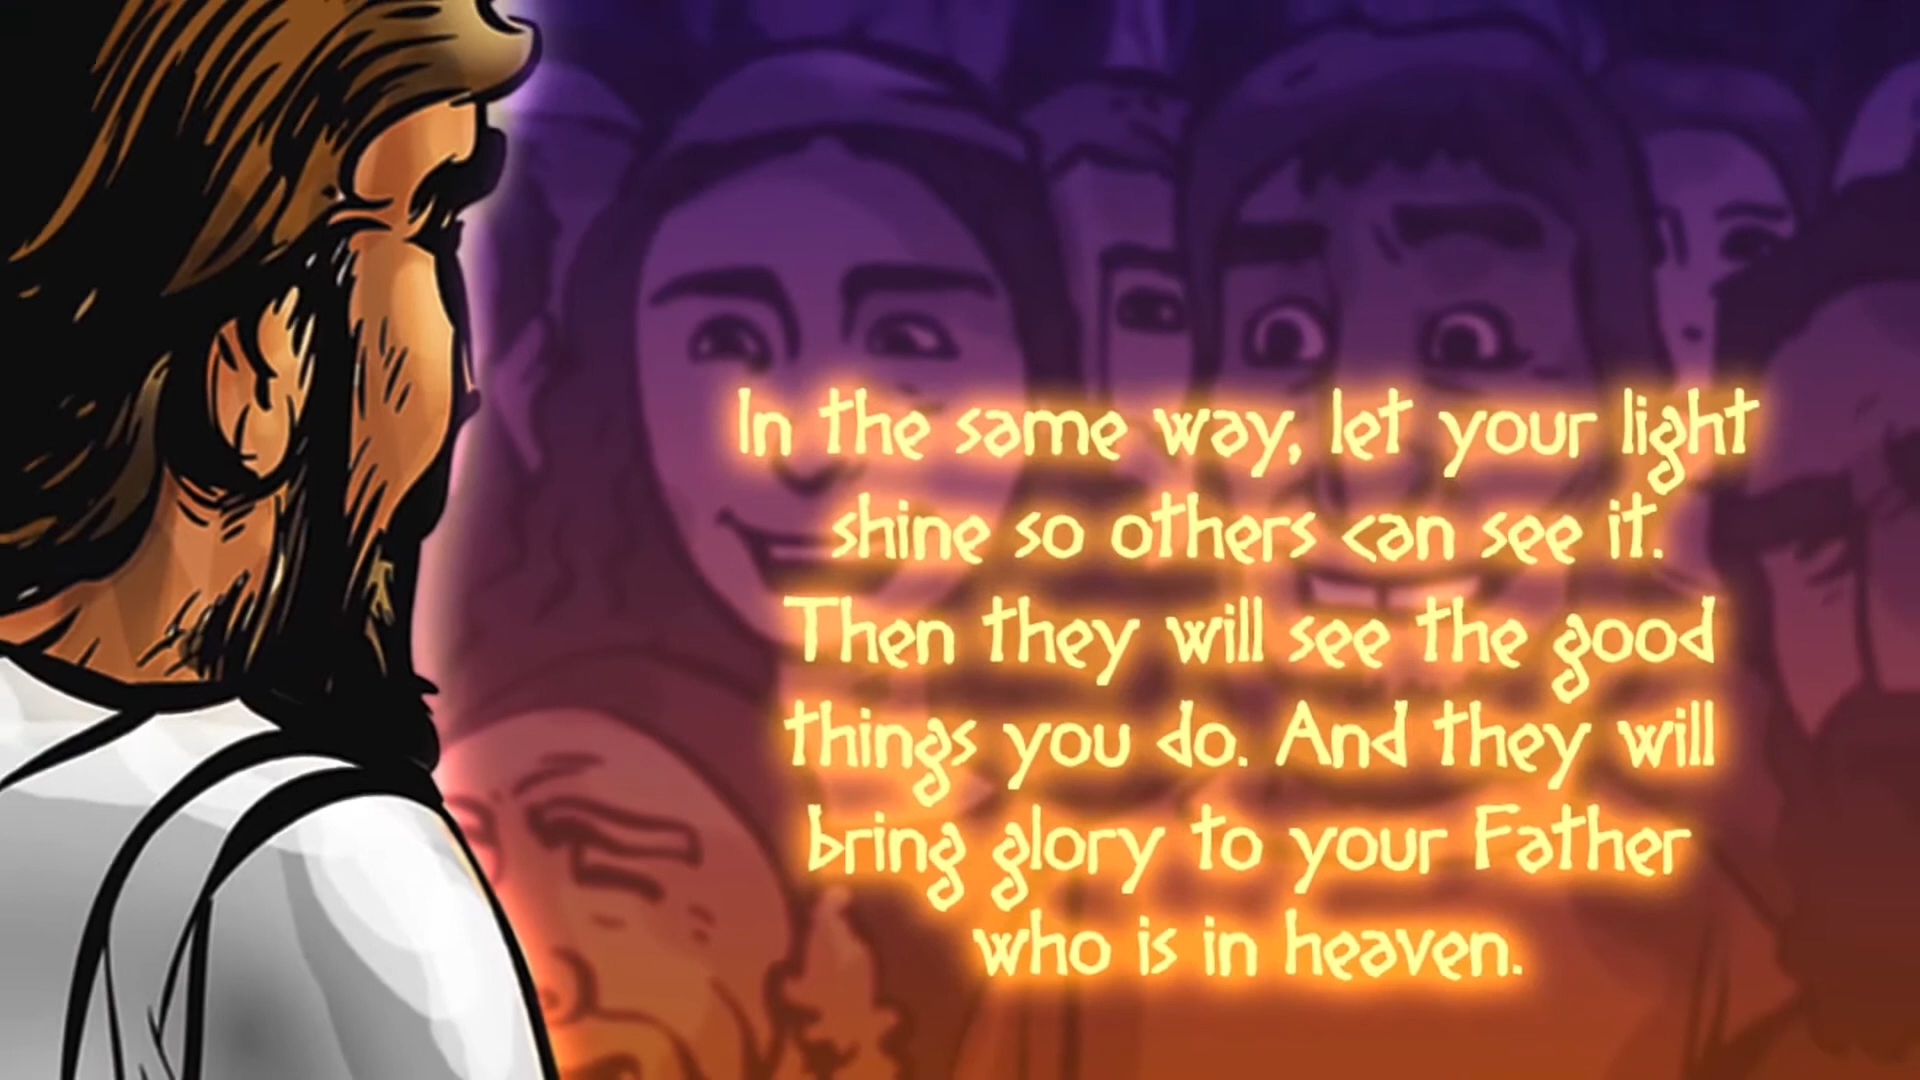 In the same way, let your light
shine so others can see it.
Then they will see the good
things you do. And they will
bring glory to your Father
who is in heaven.